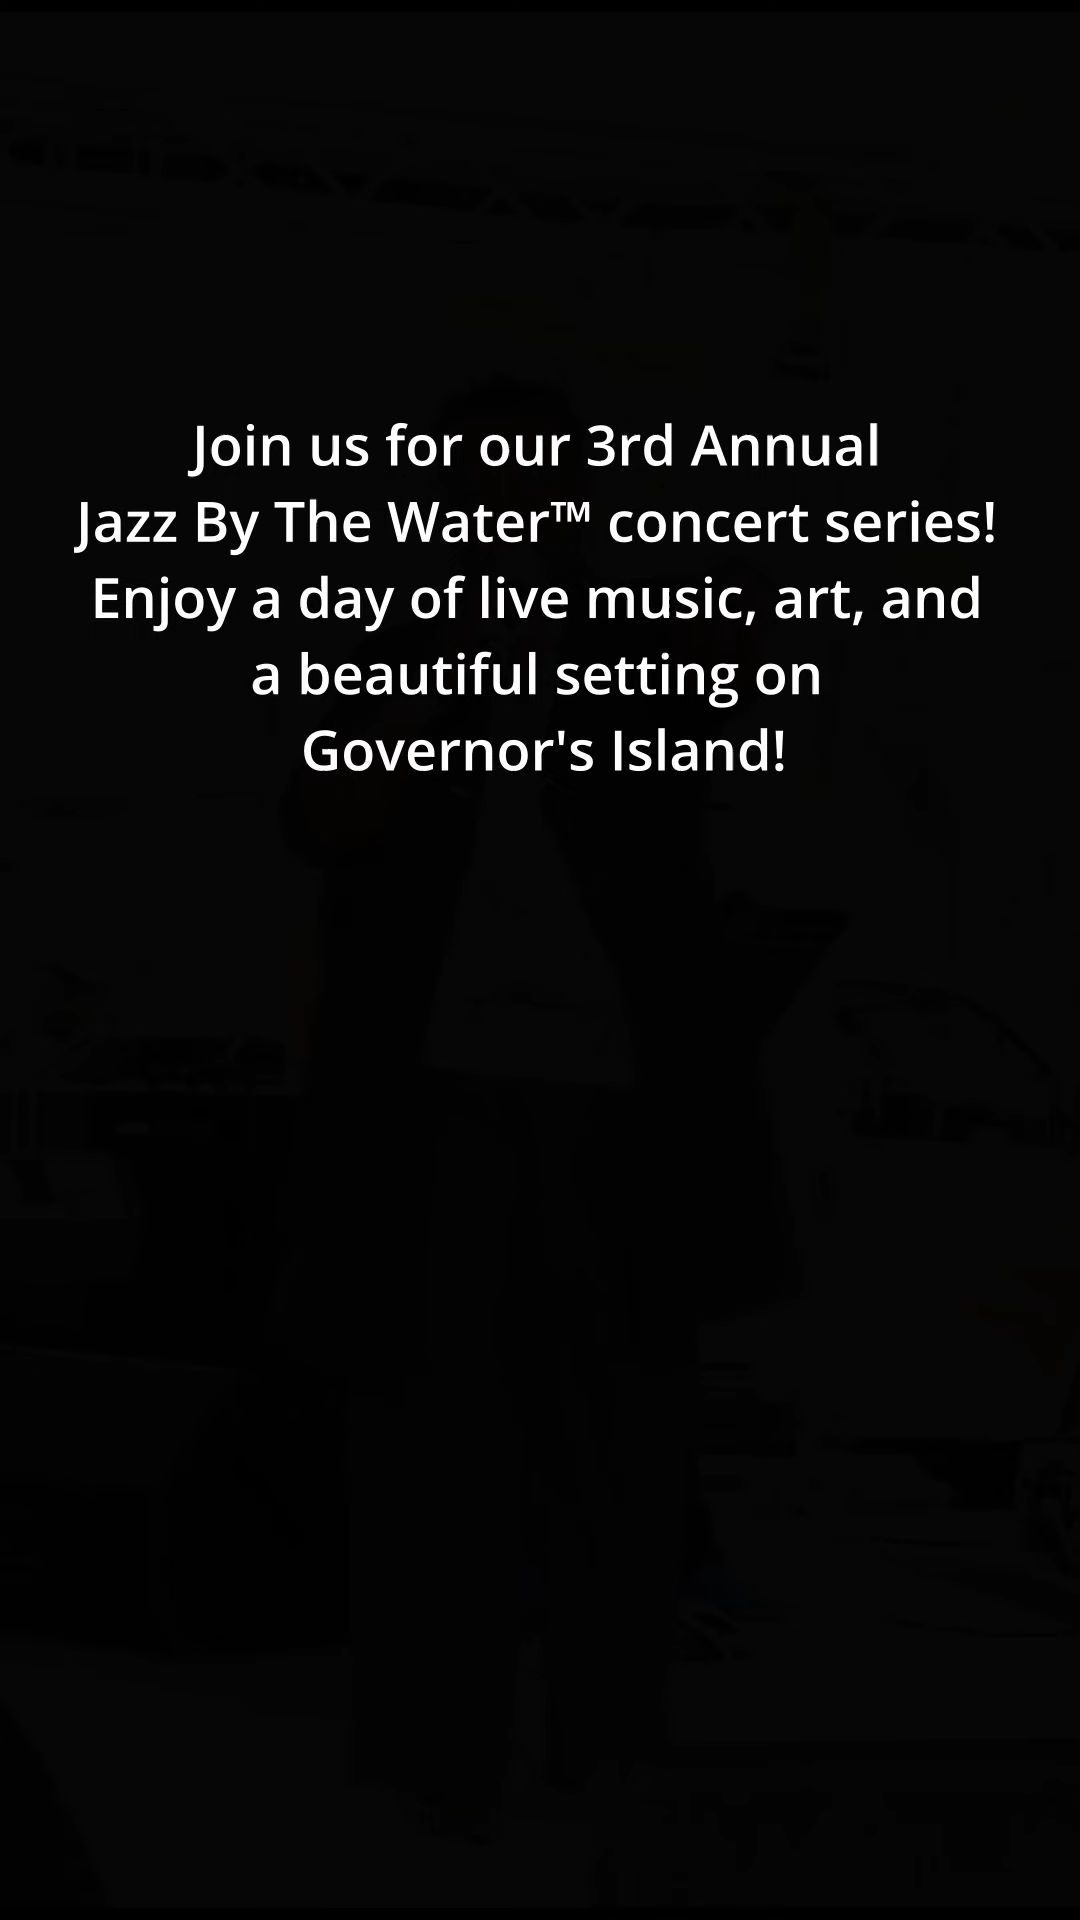 Join us for our 3rd Annual
Jazz By The Water™ concert series!
Enjoy a day of live music, art, and
a beautiful setting on
Governor's Island!